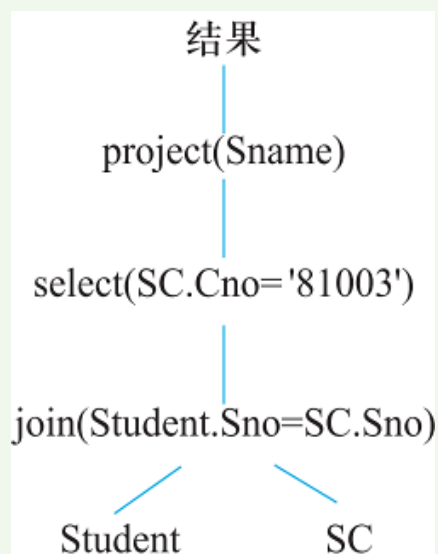 结果
project(Sname)
select(SC.Cno='81003')
join(Student.Sno=SC.Sno)
Student SC